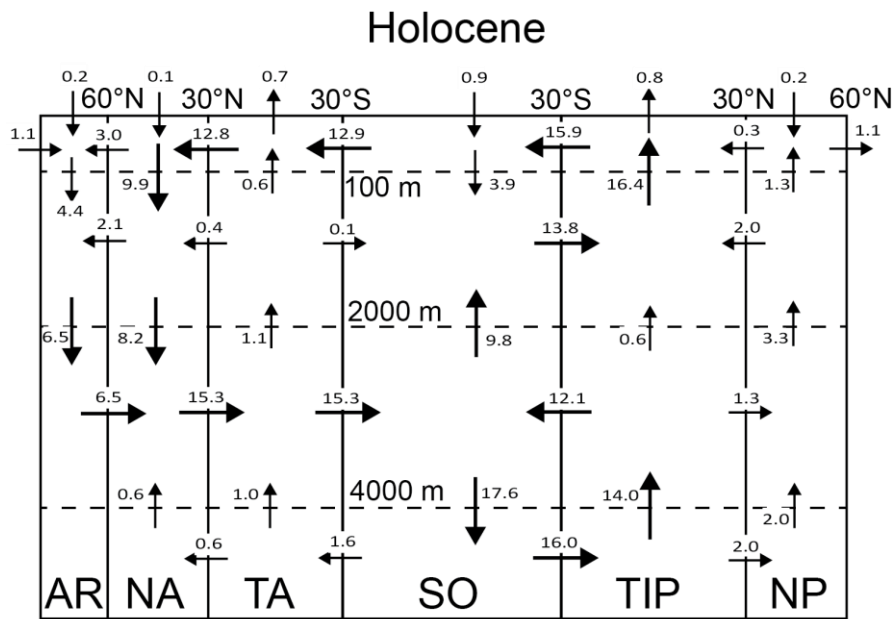 Holocene
0.2 0.1 0.7 0.9 0.8 0.2
60°N 30°N 30°S 30°S 30°N 60°N
1.1 3.0 12.8 12.9 15.9 0.3 1.1
9.9 0.6 100 m 3.9 16.4 1.3
4.4
2.1 0.4 0.1 13.8 2.0
2000 m
6.5 8.2 1.1 9.8 0.6 3.3
6.5 15.3 15.3 12.1 1.3
0.6 1.0 4000 m 17.6 14.0 2.0
0.6 1.6 16.0 2.0
AR NA TA SO TIP NP